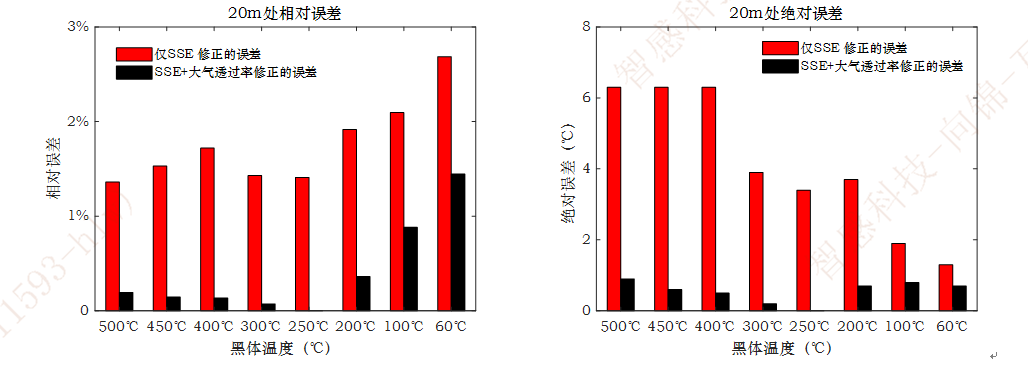 20m处相对误差
3%
2%
1%
0
相对误差
仅SSE 修正的误差
SSE+大气透过率修正的误差
500℃ 450℃ 400℃ 300℃ 250℃ 200℃ 100℃ 60℃
黑体温度 (℃)
20m处绝对误差
8
6
4
2
0
绝对误差 (℃)
仅SSE 修正的误差
SSE+大气透过率修正的误差
500℃ 450℃ 400℃ 300℃ 250℃ 200℃ 100℃ 60℃
黑体温度 (℃)
智感科技
智感科技-向锦-
11593-h